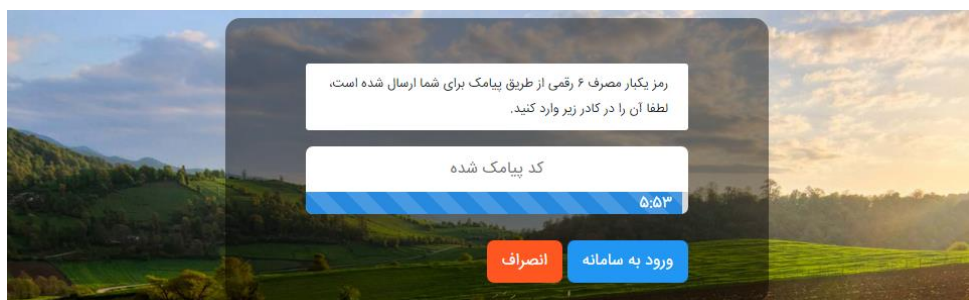 رمز یکبار مصرف ۶ رقمی از طریق پیامک برای شما ارسال شده است،
لطفا آن را در کادر زیر وارد کنید.
کد پیامک شده
۵:۵۳
ورود به سامانه
انصراف